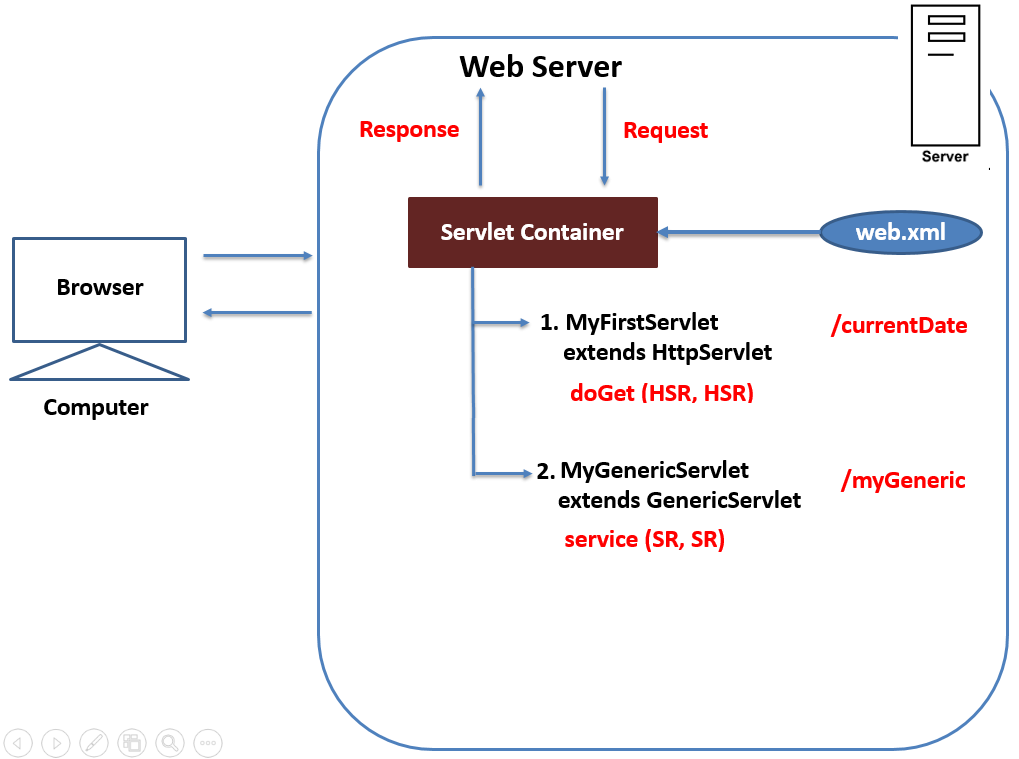 Web Server
Server
Response
Request
Servlet Container
web.xml
Browser
Computer
1. MyFirstServlet
extends HttpServlet
/currentDate
doGet (HSR, HSR)
2. MyGenericServlet
extends GenericServlet
/myGeneric
service (SR, SR)